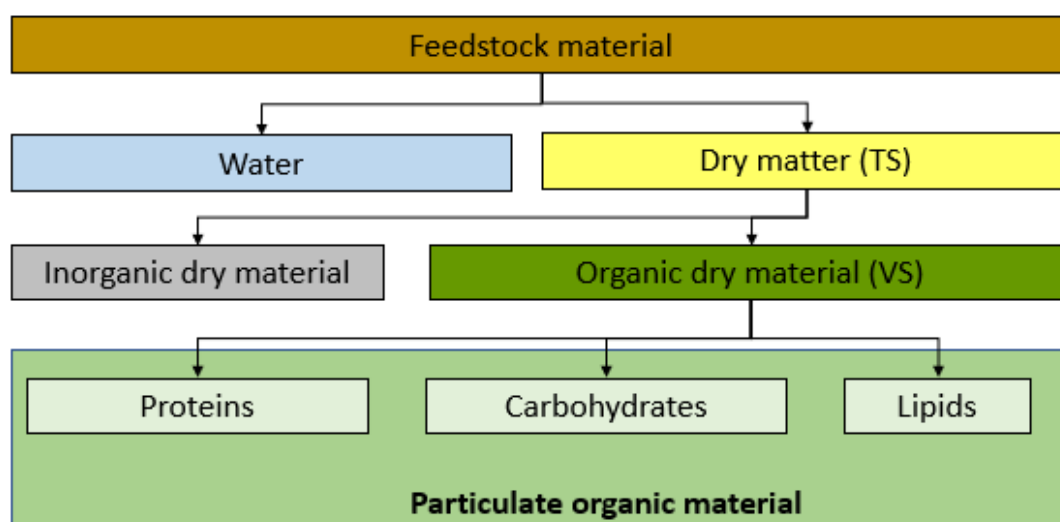 Feedstock material
Water
Dry matter (TS)
Inorganic dry material
Organic dry material (VS)
Proteins
Carbohydrates
Lipids
Particulate organic material